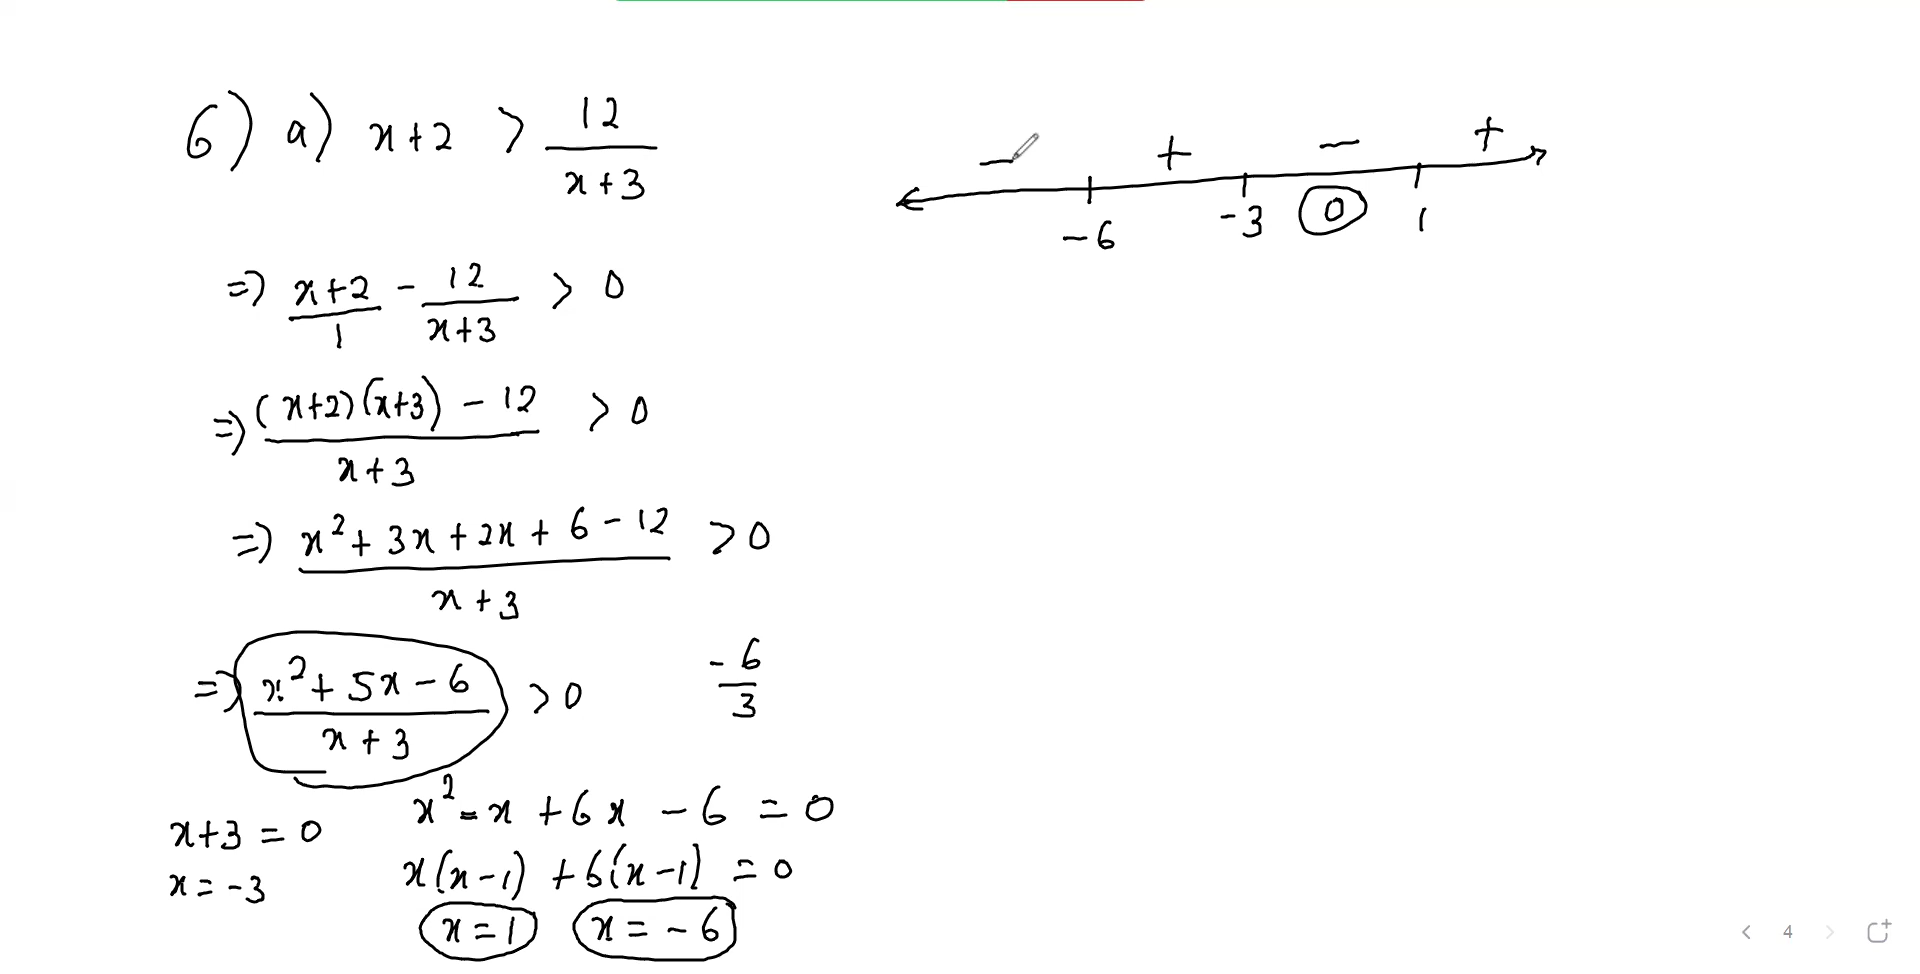 6) a) x+2 > 12/(x+3)
=) (x+2)/1 - 12/(x+3) > 0
=) ((x+2)(x+3) - 12)/(x+3) > 0
=) (x² + 3x + 2x + 6 - 12)/(x+3) > 0
=) (x² + 5x - 6)/(x+3) > 0
-6/3
x+3 = 0
x = -3
x² - x + 6x - 6 = 0
x(x-1) + 6(x-1) = 0
x = 1 x = -6
- + - +
-6 -3 0 1
4